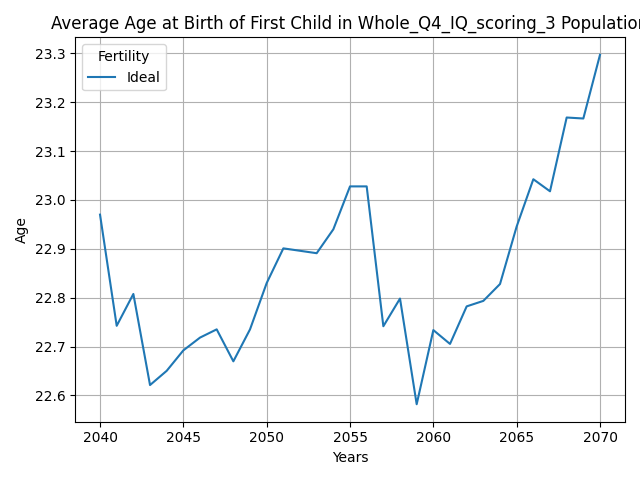 Average Age at Birth of First Child in Whole_Q4_IQ_scoring_3 Population
Fertility
Ideal
23.3
23.2
23.1
23.0
22.9
22.8
22.7
22.6
Age
2040 2045 2050 2055 2060 2065 2070
Years